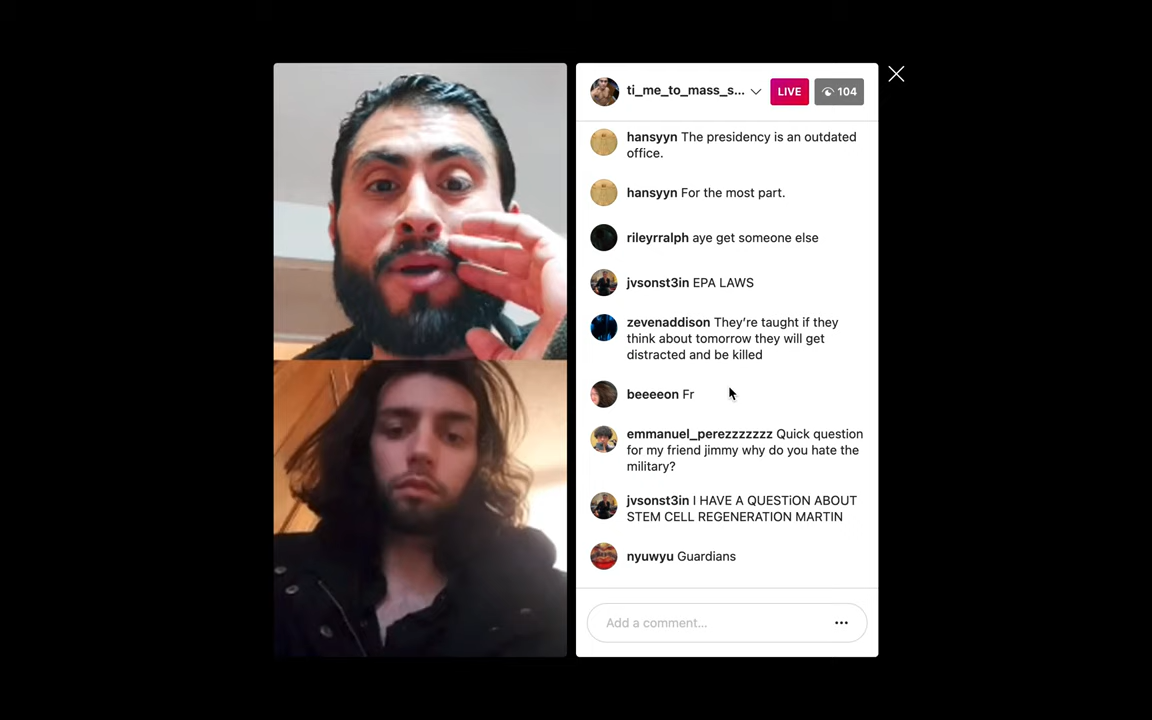 ti_me_to_mass_s...
LIVE
104
hansyyn The presidency is an outdated
office.
hansyyn For the most part.
rileyrralph aye get someone else
jvsonst3in EPA LAWS
zevenaddison They're taught if they
think about tomorrow they will get
distracted and be killed
beeeeon Fr
emmanuel_perezzzzzzz Quick question
for my friend jimmy why do you hate the
military?
jvsonst3in I HAVE A QUESTiON ABOUT
STEM CELL REGENERATION MARTIN
nyuwyu Guardians
Add a comment...